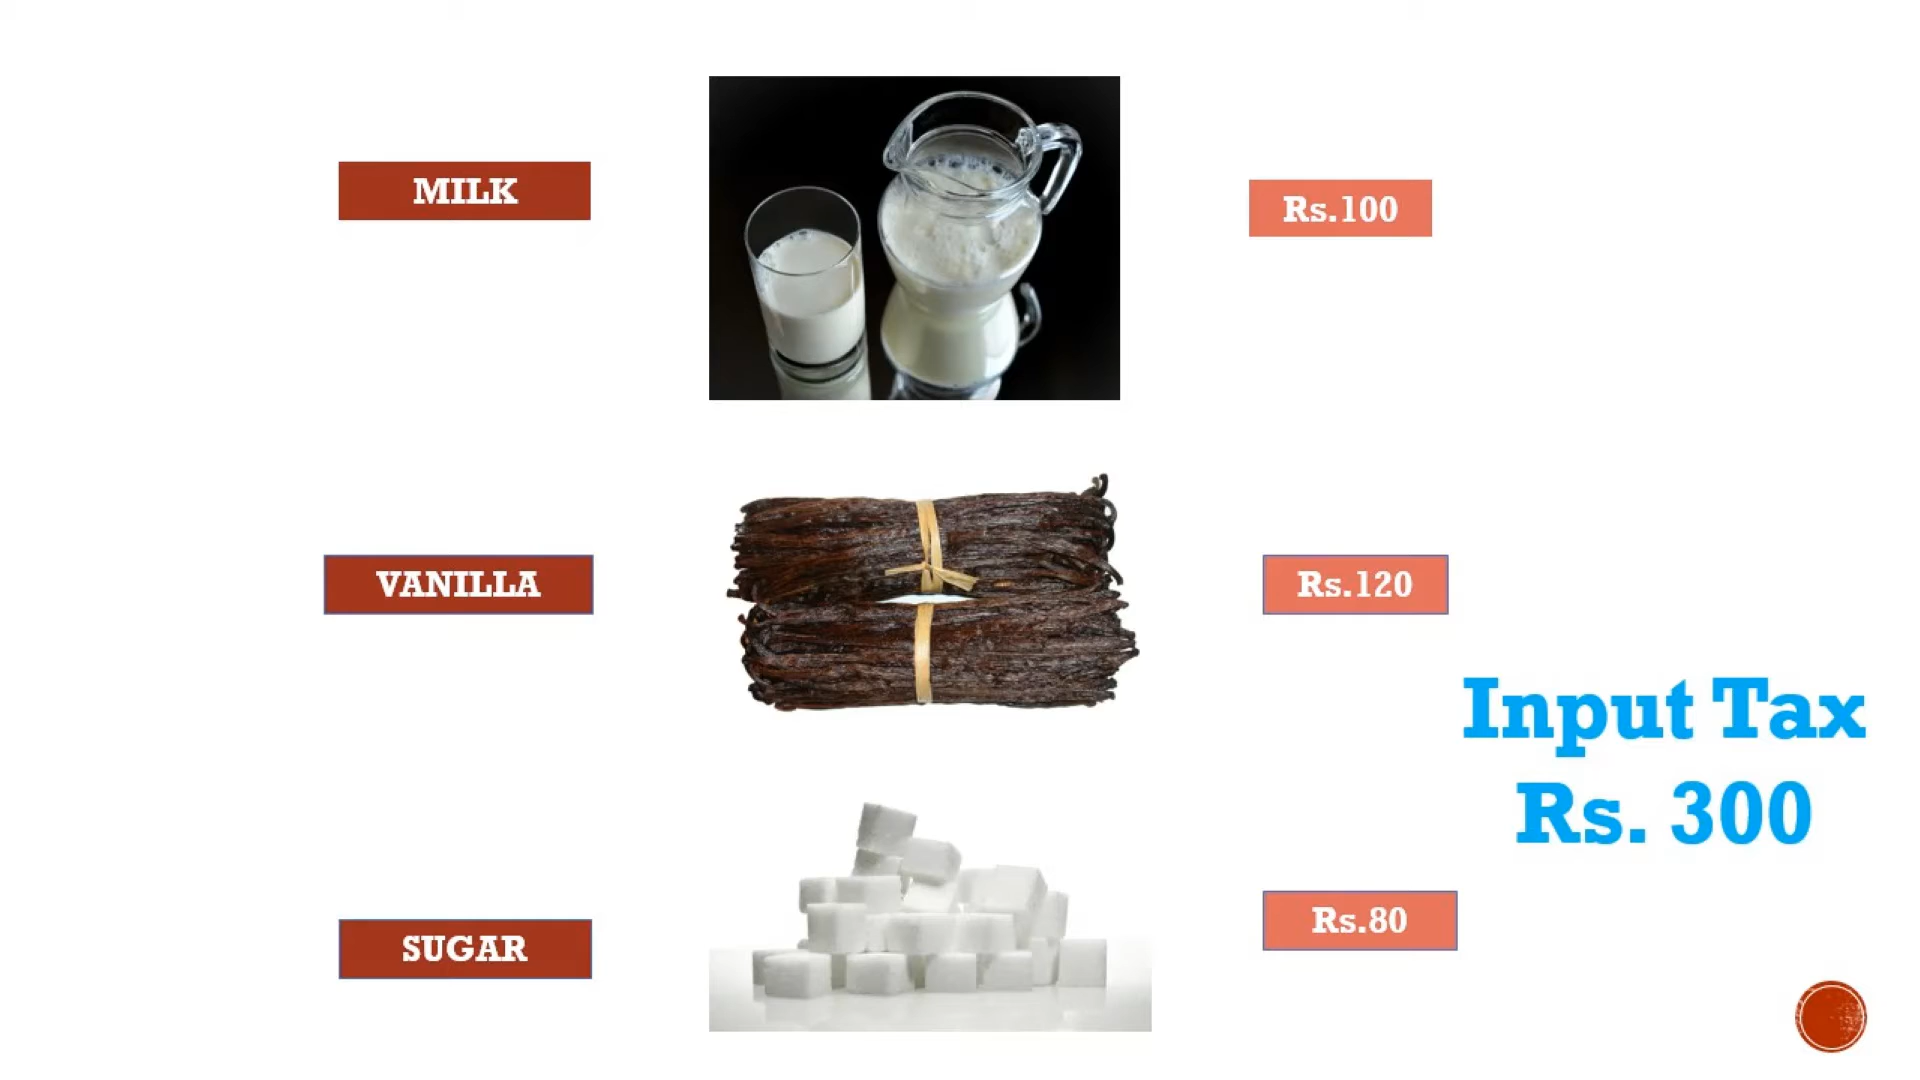 MILK
Rs.100
VANILLA
Rs.120
Input Tax
Rs. 300
SUGAR
Rs.80